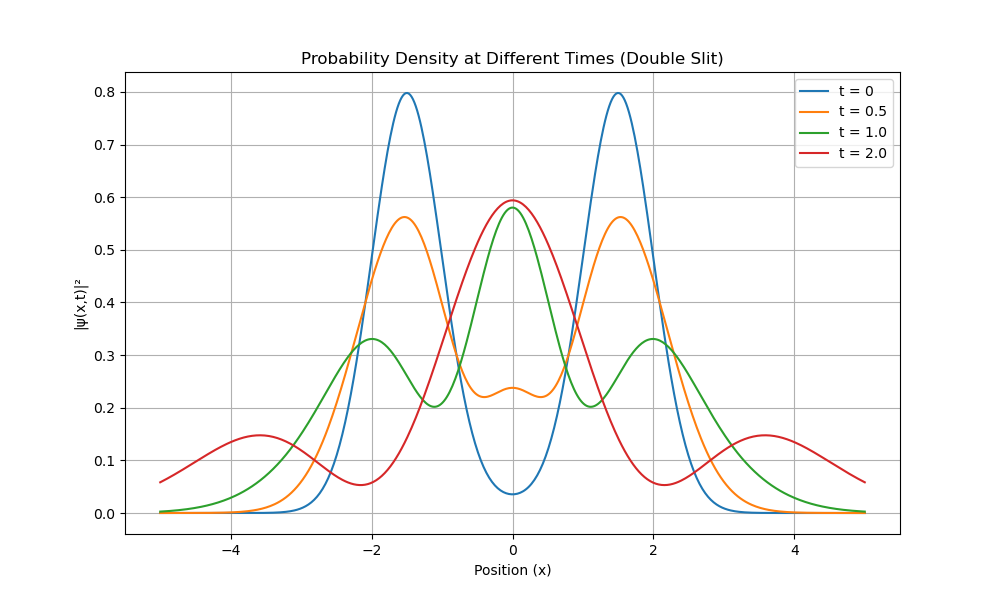 Probability Density at Different Times (Double Slit)
|ψ(x,t)|²
0.8
0.7
0.6
0.5
0.4
0.3
0.2
0.1
0.0
t = 0
t = 0.5
t = 1.0
t = 2.0
−4
−2
0
2
4
Position (x)